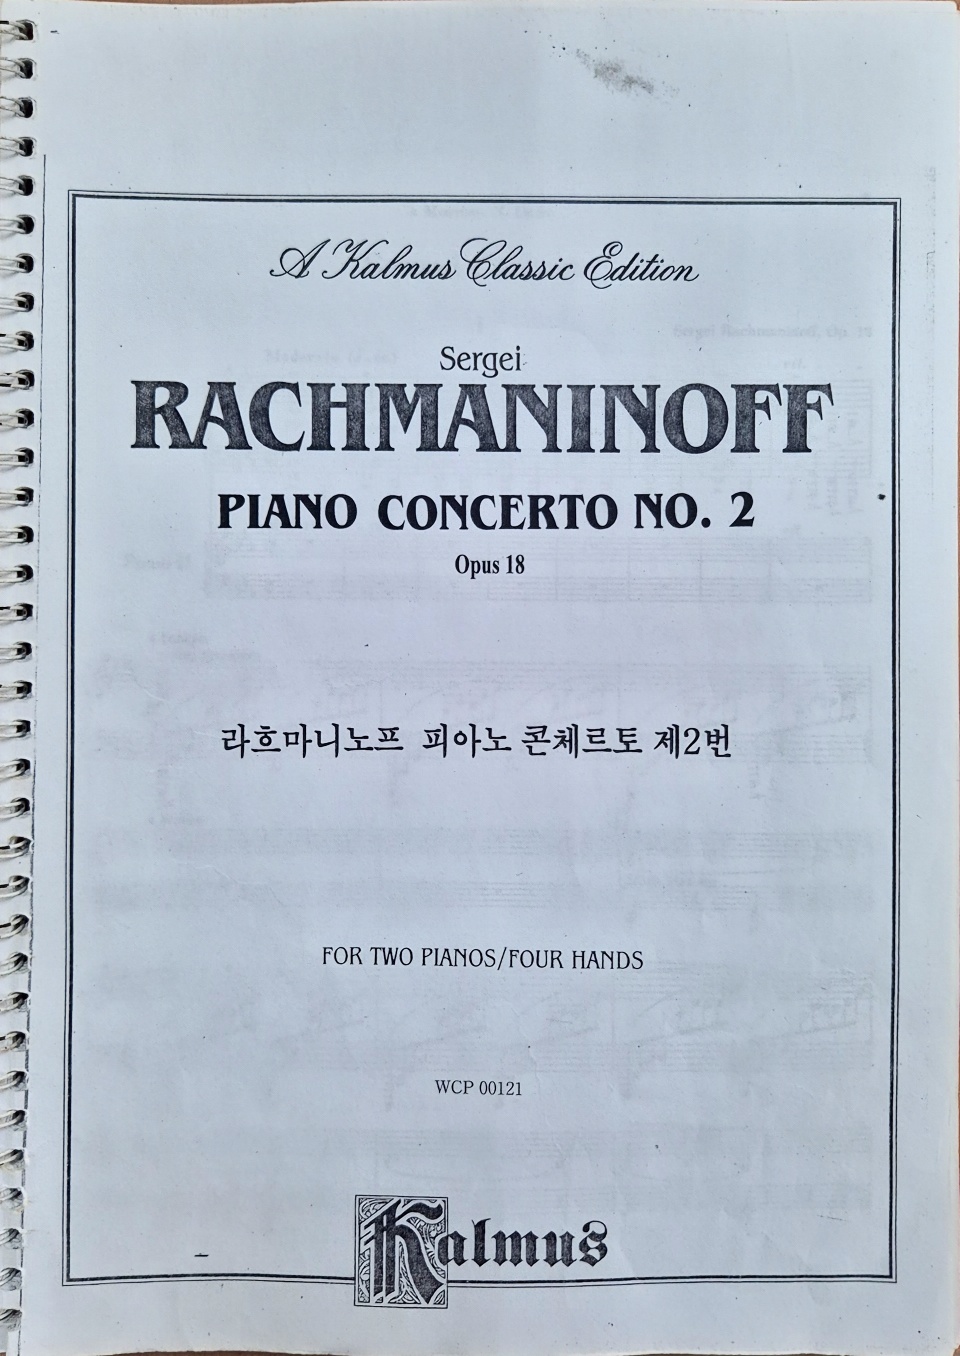 A Kalmus Classic Edition
Sergei
RACHMANINOFF
PIANO CONCERTO NO. 2
Opus 18
라흐마니노프 피아노 콘체르토 제2번
FOR TWO PIANOS/FOUR HANDS
WCP 00121
Kalmus